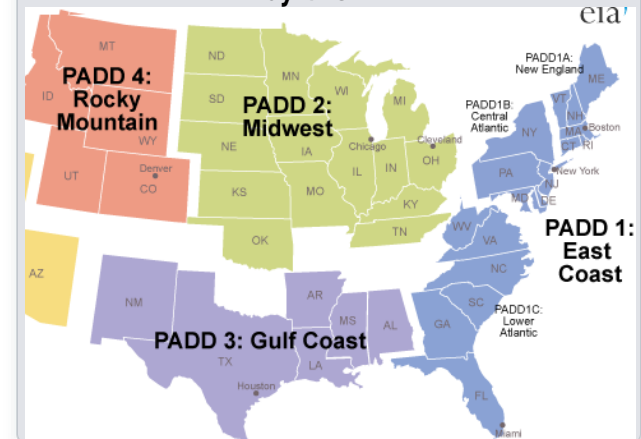 eia
PADD1A:
New England
MT
ND
MN
ME
PADD 4:
Rocky
Mountain
ID
WY
SD
PADD 2:
Midwest
WI
MI
PADD1B:
Central
Atlantic
VT
NH
NY
MA
Boston
CT
RI
NE
IA
Chicago
Cleveland
OH
IL
IN
PA
New York
NJ
MD
DE
UT
Denver
CO
KS
MO
KY
WV
VA
PADD 1:
East
Coast
OK
TN
NC
AZ
NM
AR
SC
PADD1C:
Lower
Atlantic
MS
AL
GA
PADD 3: Gulf Coast
TX
LA
Houston
FL
Miami